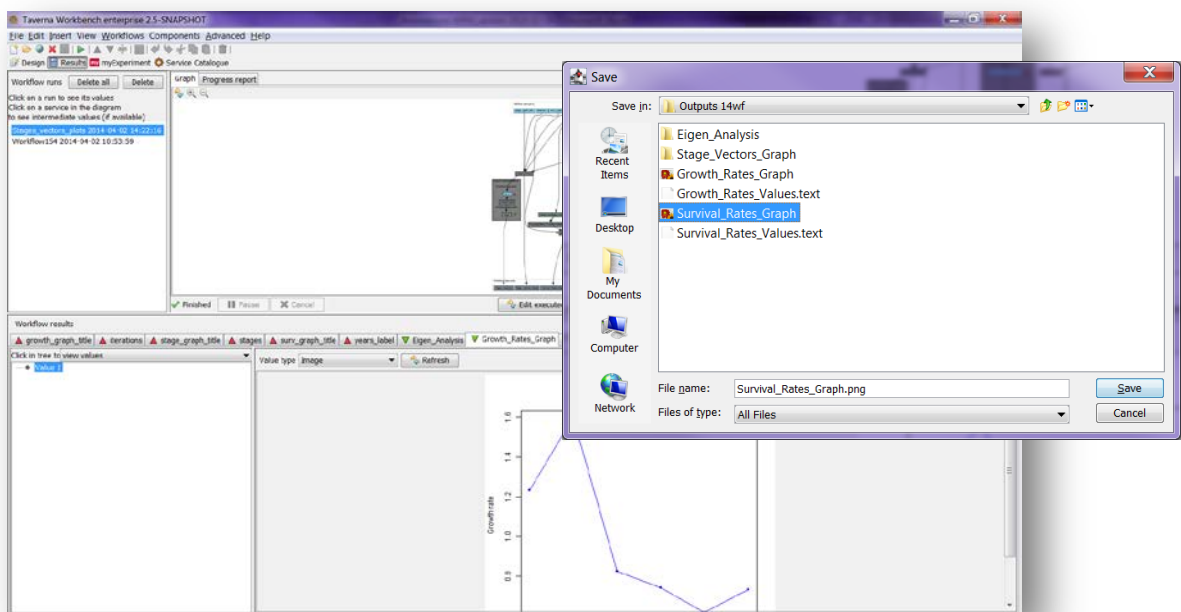 Taverna Workbench enterprise 2.5-SNAPSHOT
File Edit Insert View Workflows Components Advanced Help
Design Results myExperiment Service Catalogue
Workflow runs Delete all Delete
Click on a run to see its values
Click on a service in the diagram
to see intermediate values (if available)
Stages_vectors_plots 2014-04-02 14:22:16
Workflow154 2014-04-02 10:53:59
Graph Progress report
Finished Pause Cancel
Edit execute
Save
Save in: Outputs 14wf
Recent
Items
Desktop
My
Documents
Computer
Network
Eigen_Analysis
Stage_Vectors_Graph
Growth_Rates_Graph
Growth_Rates_Values.text
Survival_Rates_Graph
Survival_Rates_Values.text
File name: Survival_Rates_Graph.png Save
Files of type: All Files Cancel
Workflow results
growth_graph_title iterations stage_graph_title stages surv_graph_title years_label Eigen_Analysis Growth_Rates_Graph
Click in tree to view values
Value 1
Value type Image Refresh
Growth rate
1.6
1.4
1.2
1.0
0.8